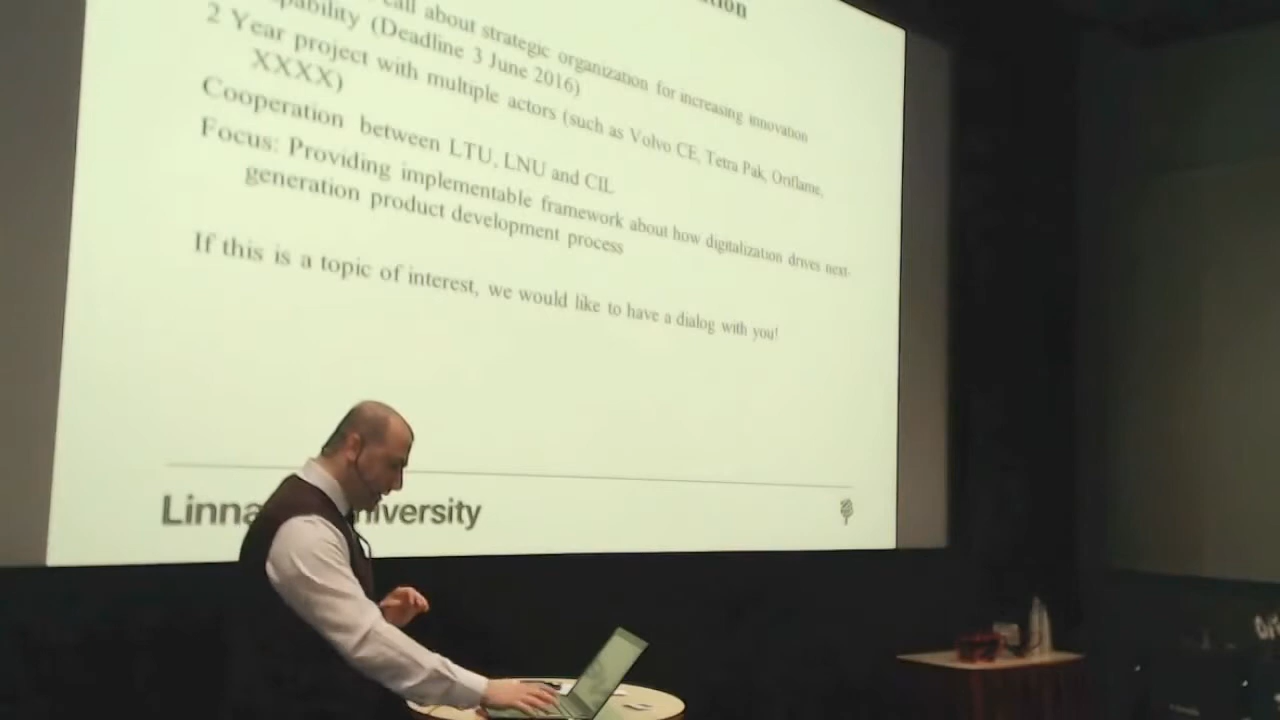 call about strategic organization for increasing innovation
(Deadline 3 June 2016)
2 Year project with multiple actors (such as Volvo CE, Tetra Pak, Oriflame,
XXXX)
Cooperation between LTU, LNU and CIL
Focus: Providing implementable framework about how digitalization drives next-
generation product development process
If this is a topic of interest, we would like to have a dialog with you!